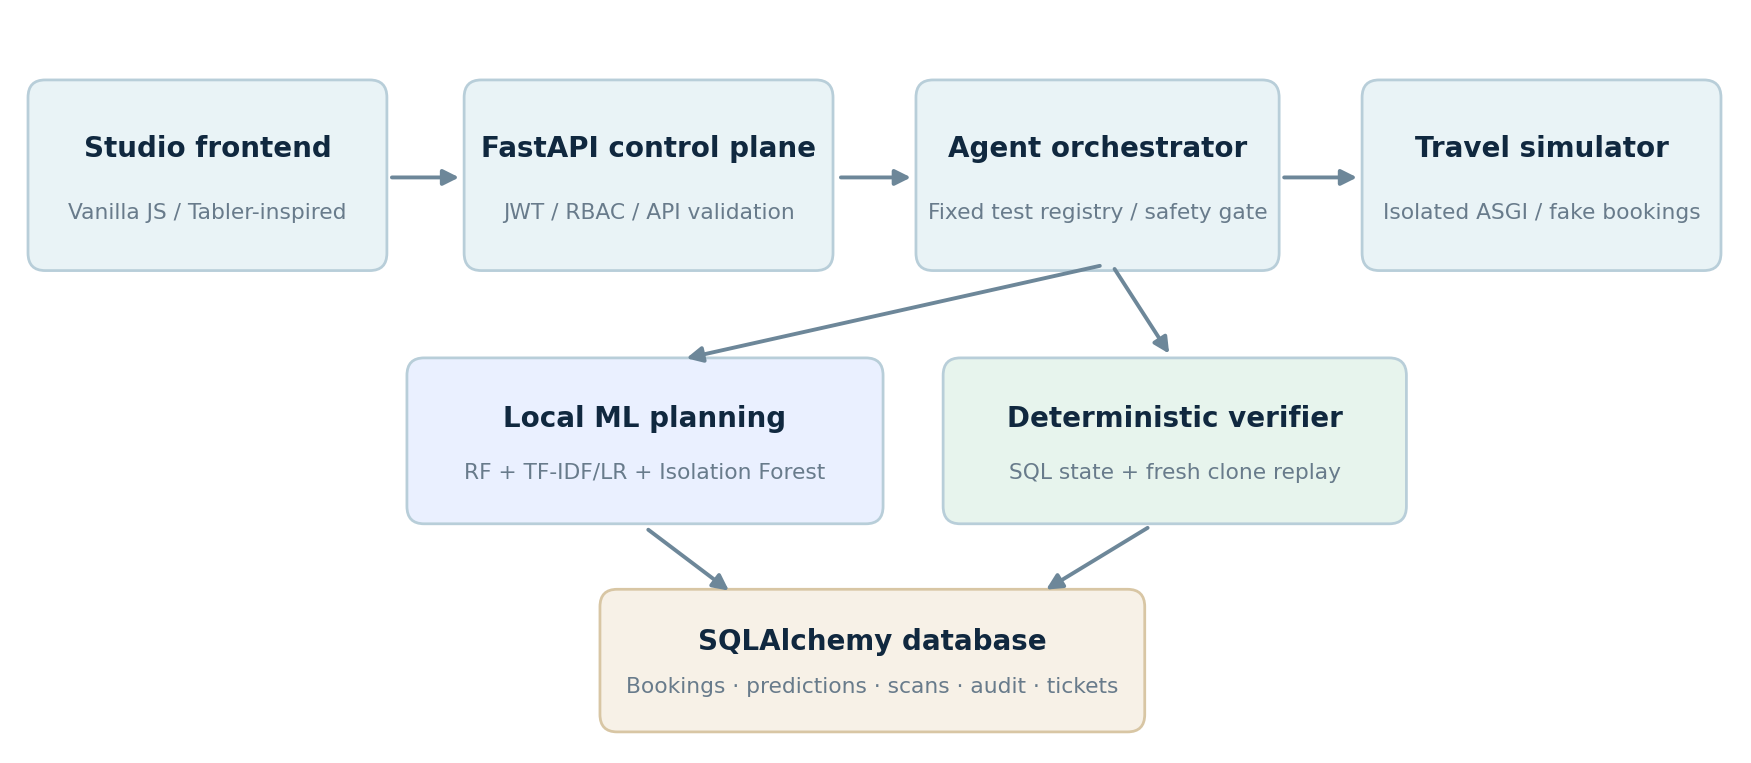 Studio frontend
Vanilla JS / Tabler-inspired
FastAPI control plane
JWT / RBAC / API validation
Agent orchestrator
Fixed test registry / safety gate
Travel simulator
Isolated ASGI / fake bookings
Local ML planning
RF + TF-IDF/LR + Isolation Forest
Deterministic verifier
SQL state + fresh clone replay
SQLAlchemy database
Bookings · predictions · scans · audit · tickets